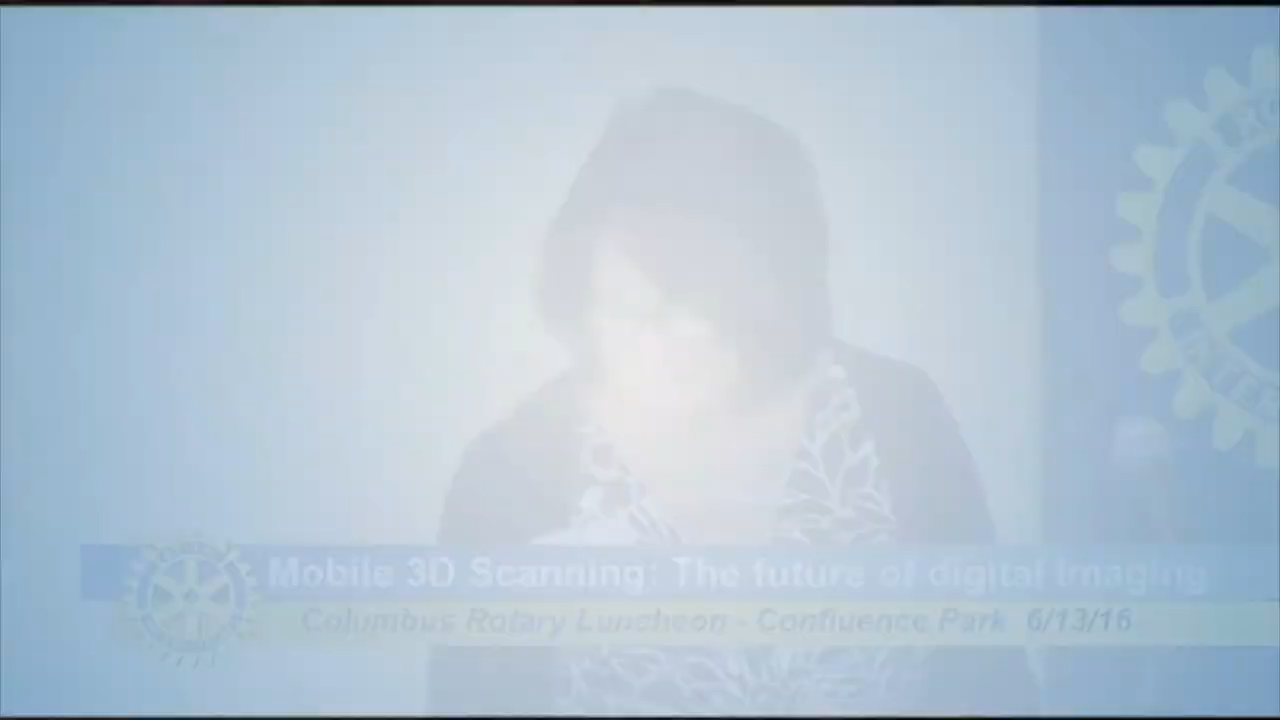 Mobile 3D Scanning: The future of digital Imaging
Columbus Rotary Luncheon - Confluence Park 6/13/16